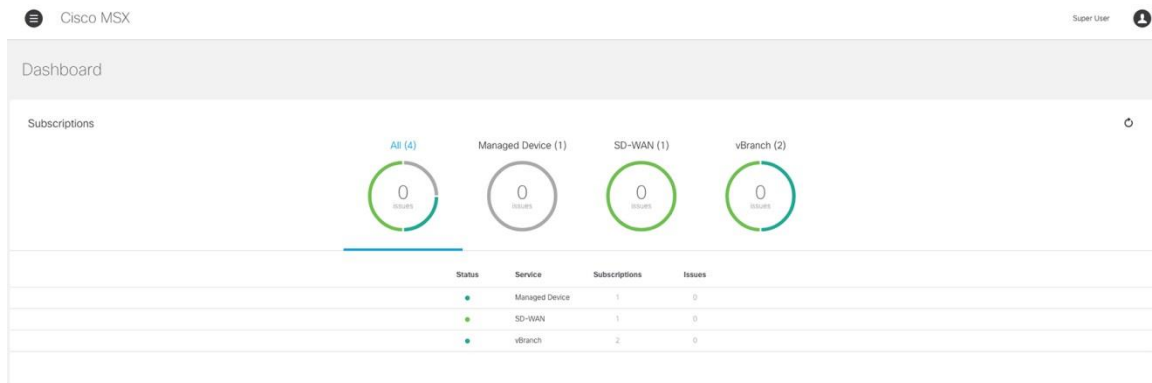 Cisco MSX
Super User
Dashboard
Subscriptions
All (4) Managed Device (1) SD-WAN (1) vBranch (2)
0 0 0 0
issues issues issues issues
Status Service Subscriptions Issues
Managed Device 1 0
SD-WAN 1 0
vBranch 2 0